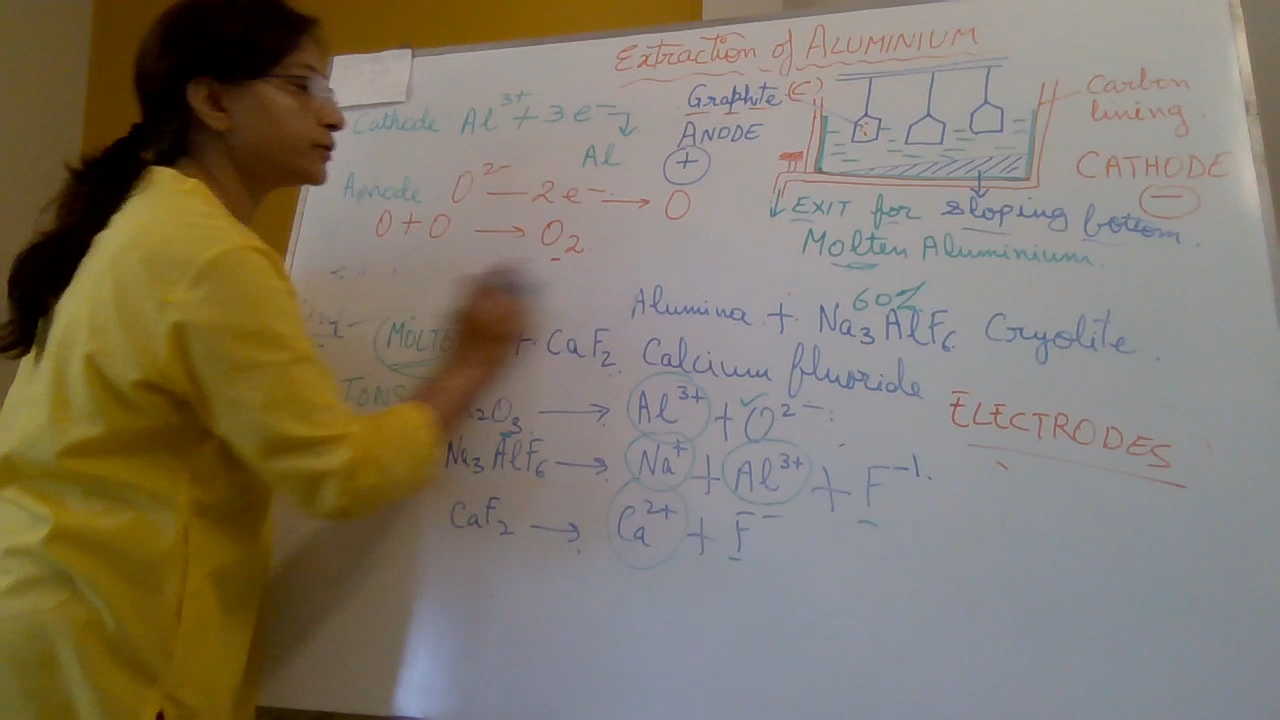 Extraction of ALUMINIUM
Cathode Al³⁺ + 3e⁻
Al
Anode O²⁻ — 2e⁻ → O
O + O → O₂
Graphite (C)
ANODE
+
Carbon
lining.
CATHODE
−
EXIT for sloping bottom.
Molten Aluminium.
60%
Alumina + Na₃AlF₆ Cryolite.
+ CaF₂ Calcium fluoride
IONS
₂O₃ → Al³⁺ + O²⁻
Na₃AlF₆ → Na⁺ + Al³⁺ + F⁻¹.
CaF₂ → Ca²⁺ + F⁻
ELECTRODES